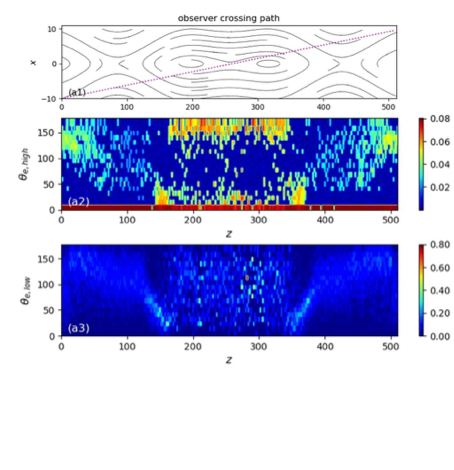 observer crossing path
10
x
0
−10
(a1)
0 100 200 300 400 500
150
θe,high
100
50
0
(a2)
0 100 200 300 400 500
z
0.08
0.06
0.04
0.02
150
θe,low
100
50
0
(a3)
0 100 200 300 400 500
z
0.80
0.60
0.40
0.20
0.00